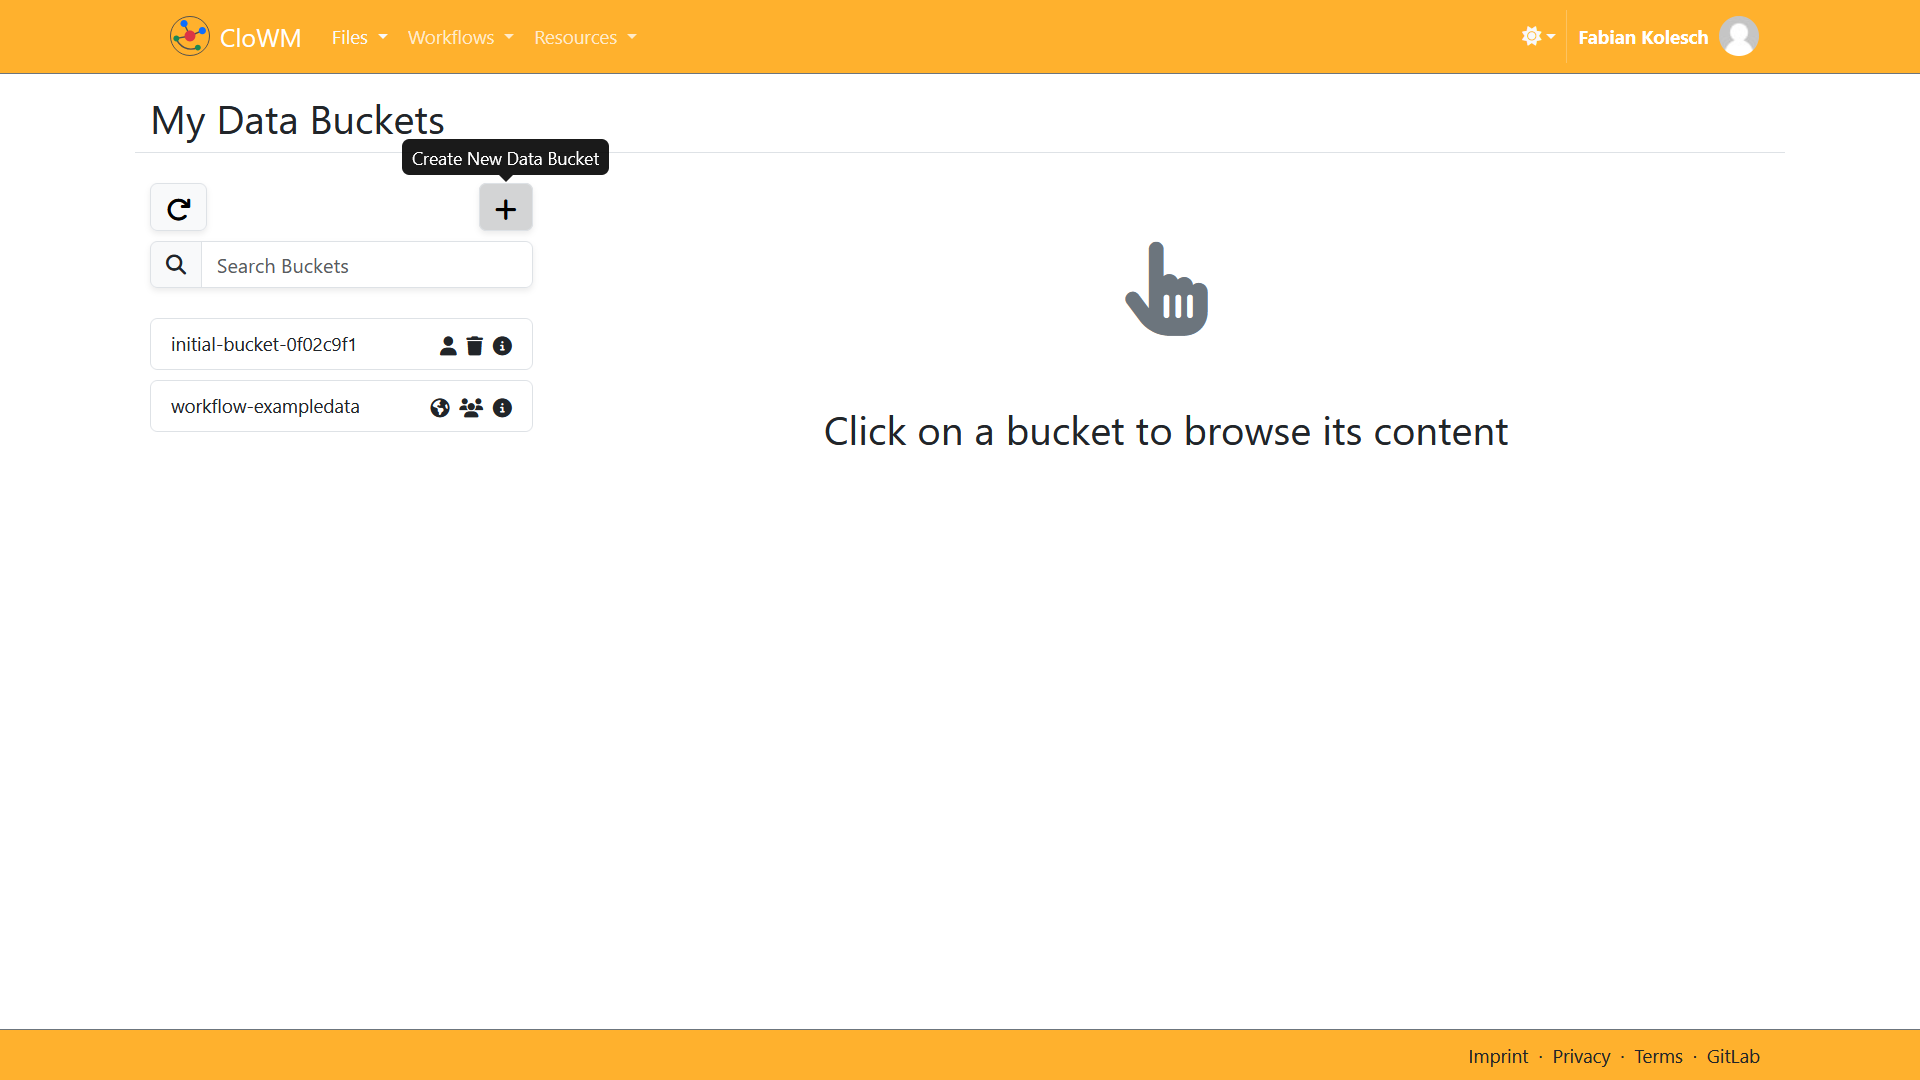 CloWM Files Workflows Resources Fabian Kolesch
My Data Buckets
Create New Data Bucket
Search Buckets
initial-bucket-0f02c9f1
workflow-exampledata
Click on a bucket to browse its content
Imprint · Privacy · Terms · GitLab